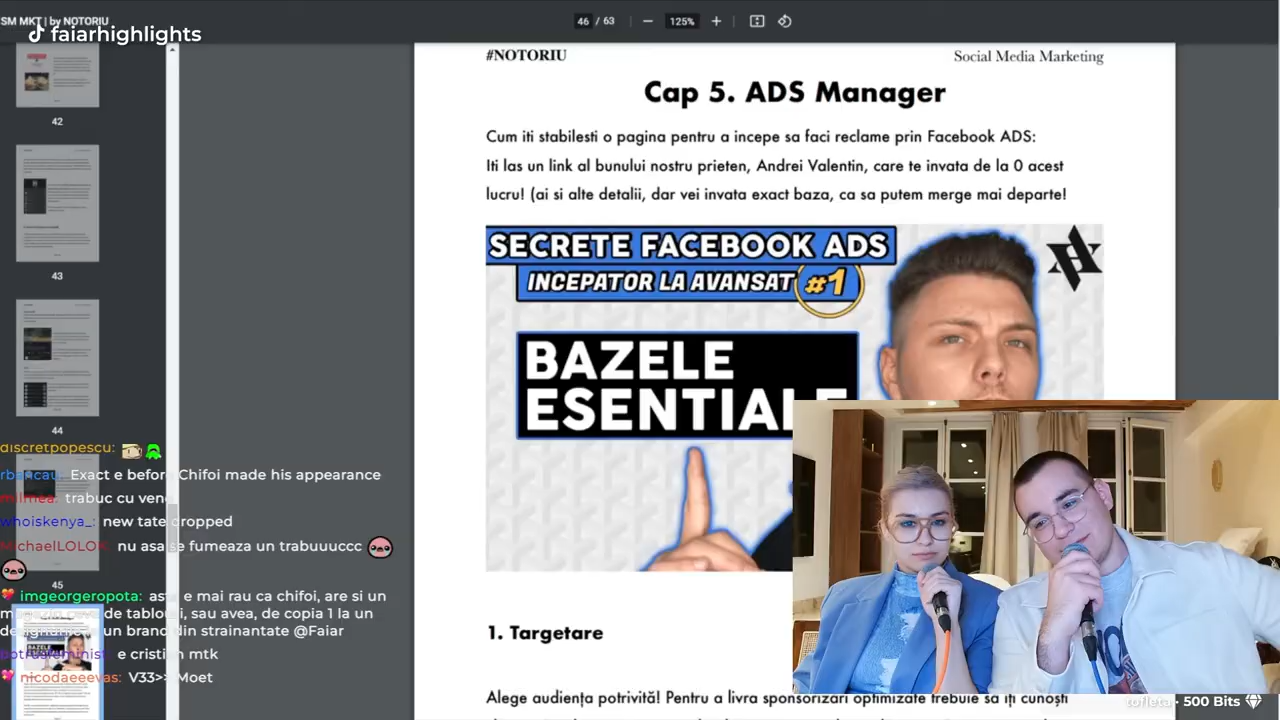 SM MKT | by NOTORIU
faiarhighlights
46 / 63
125%
42
43
44
45
#NOTORIU
Social Media Marketing
Cap 5. ADS Manager
Cum iti stabilesti o pagina pentru a incepe sa faci reclame prin Facebook ADS:
Iti las un link al bunului nostru prieten, Andrei Valentin, care te invata de la 0 acest
lucru! (ai si alte detalii, dar vei invata exact baza, ca sa putem merge mai departe!
SECRETE FACEBOOK ADS
INCEPATOR LA AVANSAT #1
BAZELE
ESENTIALE
1. Targetare
Alege audiența potrivită! Pentru a livra sponsorizări optimizate trebuie să îți cunoști
discretpopescu:
Exact e before Chifoi made his appearance
milmea: trabuc cu
whoiskenya_: new tate dropped
MichaelLOLOK: nu asa se fumeaza un trabuuuccc
imgeorgeropota: asta e mai rau ca chifoi, are si un
de tablouri, sau avea, de copia 1 la un
un brand din strainantate @Faiar
e cristian mtk
nicodaeeevas: V33>> Moet
tofleta • 500 Bits